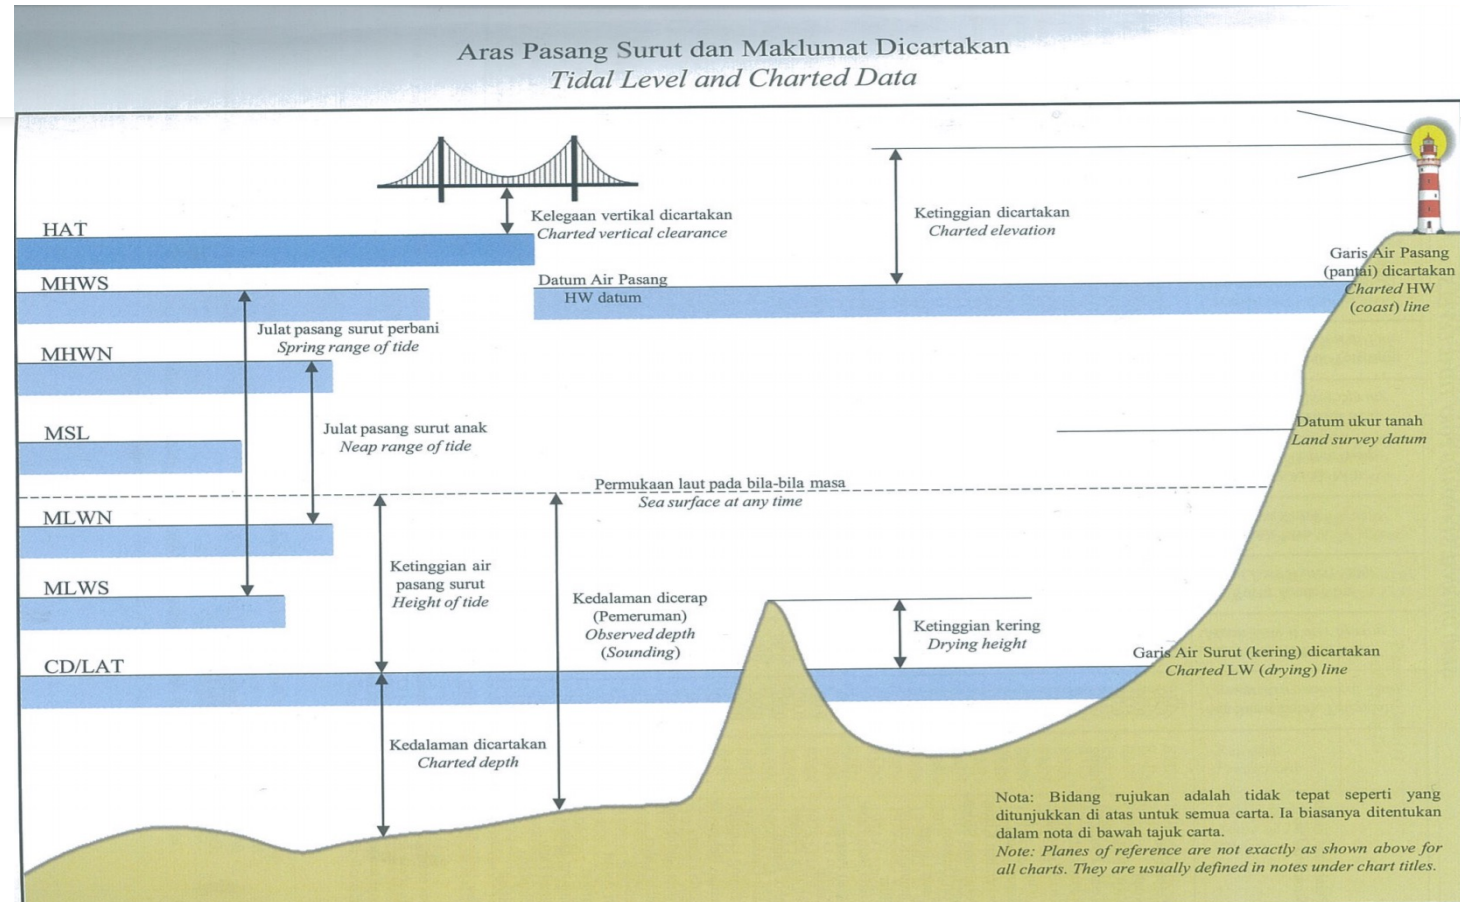 Aras Pasang Surut dan Maklumat Dicartakan
Tidal Level and Charted Data
HAT
Kelegaan vertikal dicartakan
Charted vertical clearance
Ketinggian dicartakan
Charted elevation
Garis Air Pasang
(pantai) dicartakan
Charted HW
(coast) line
MHWS
Datum Air Pasang
HW datum
Julat pasang surut perbani
Spring range of tide
MHWN
Julat pasang surut anak
Neap range of tide
MSL
Datum ukur tanah
Land survey datum
Permukaan laut pada bila-bila masa
Sea surface at any time
MLWN
Ketinggian air
pasang surut
Height of tide
MLWS
Kedalaman dicerap
(Pemeruman)
Observed depth
(Sounding)
Ketinggian kering
Drying height
CD/LAT
Garis Air Surut (kering) dicartakan
Charted LW (drying) line
Kedalaman dicartakan
Charted depth
Nota: Bidang rujukan adalah tidak tepat seperti yang
ditunjukkan di atas untuk semua carta. Ia biasanya ditentukan
dalam nota di bawah tajuk carta.
Note: Planes of reference are not exactly as shown above for
all charts. They are usually defined in notes under chart titles.